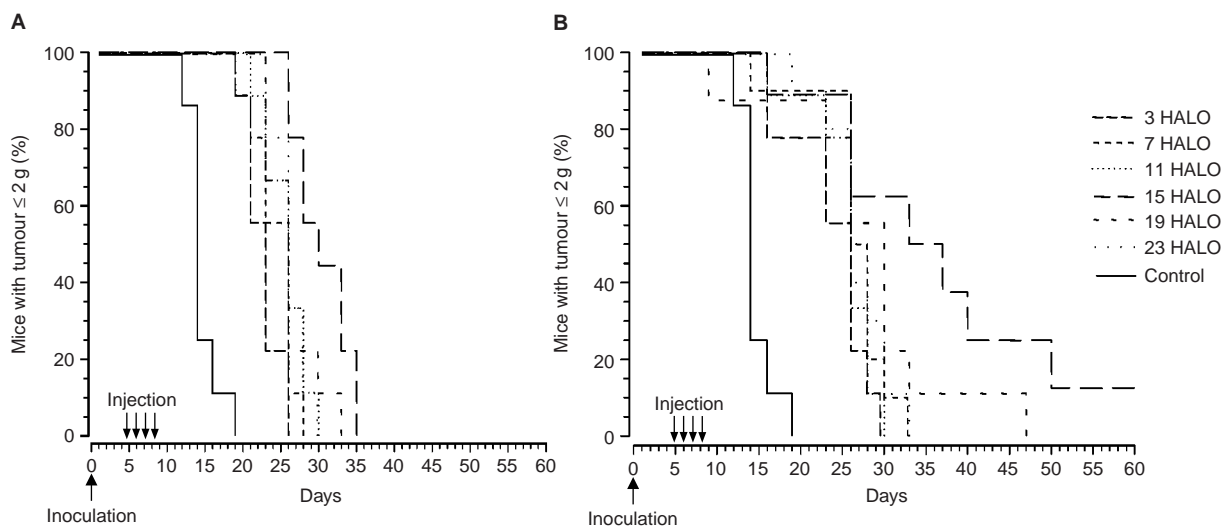 A
Mice with tumour ≤ 2 g (%)
100
80
60
40
20
0
Injection
0 5 10 15 20 25 30 35 40 45 50 55 60
Days
Inoculation
B
Mice with tumour ≤ 2 g (%)
100
80
60
40
20
0
Injection
0 5 10 15 20 25 30 35 40 45 50 55 60
Days
Inoculation
3 HALO
7 HALO
11 HALO
15 HALO
19 HALO
23 HALO
Control